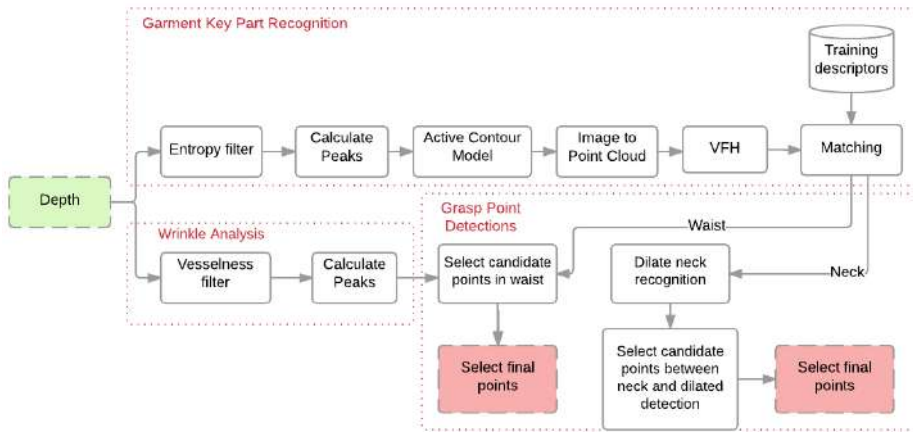 Garment Key Part Recognition
Training
descriptors
Entropy filter
Calculate
Peaks
Active Contour
Model
Image to
Point Cloud
VFH
Matching
Depth
Grasp Point
Detections
Waist
Wrinkle Analysis
Vesselness
filter
Calculate
Peaks
Select candidate
points in waist
Dilate neck
recognition
Neck
Select final
points
Select candidate
points between
neck and dilated
detection
Select final
points